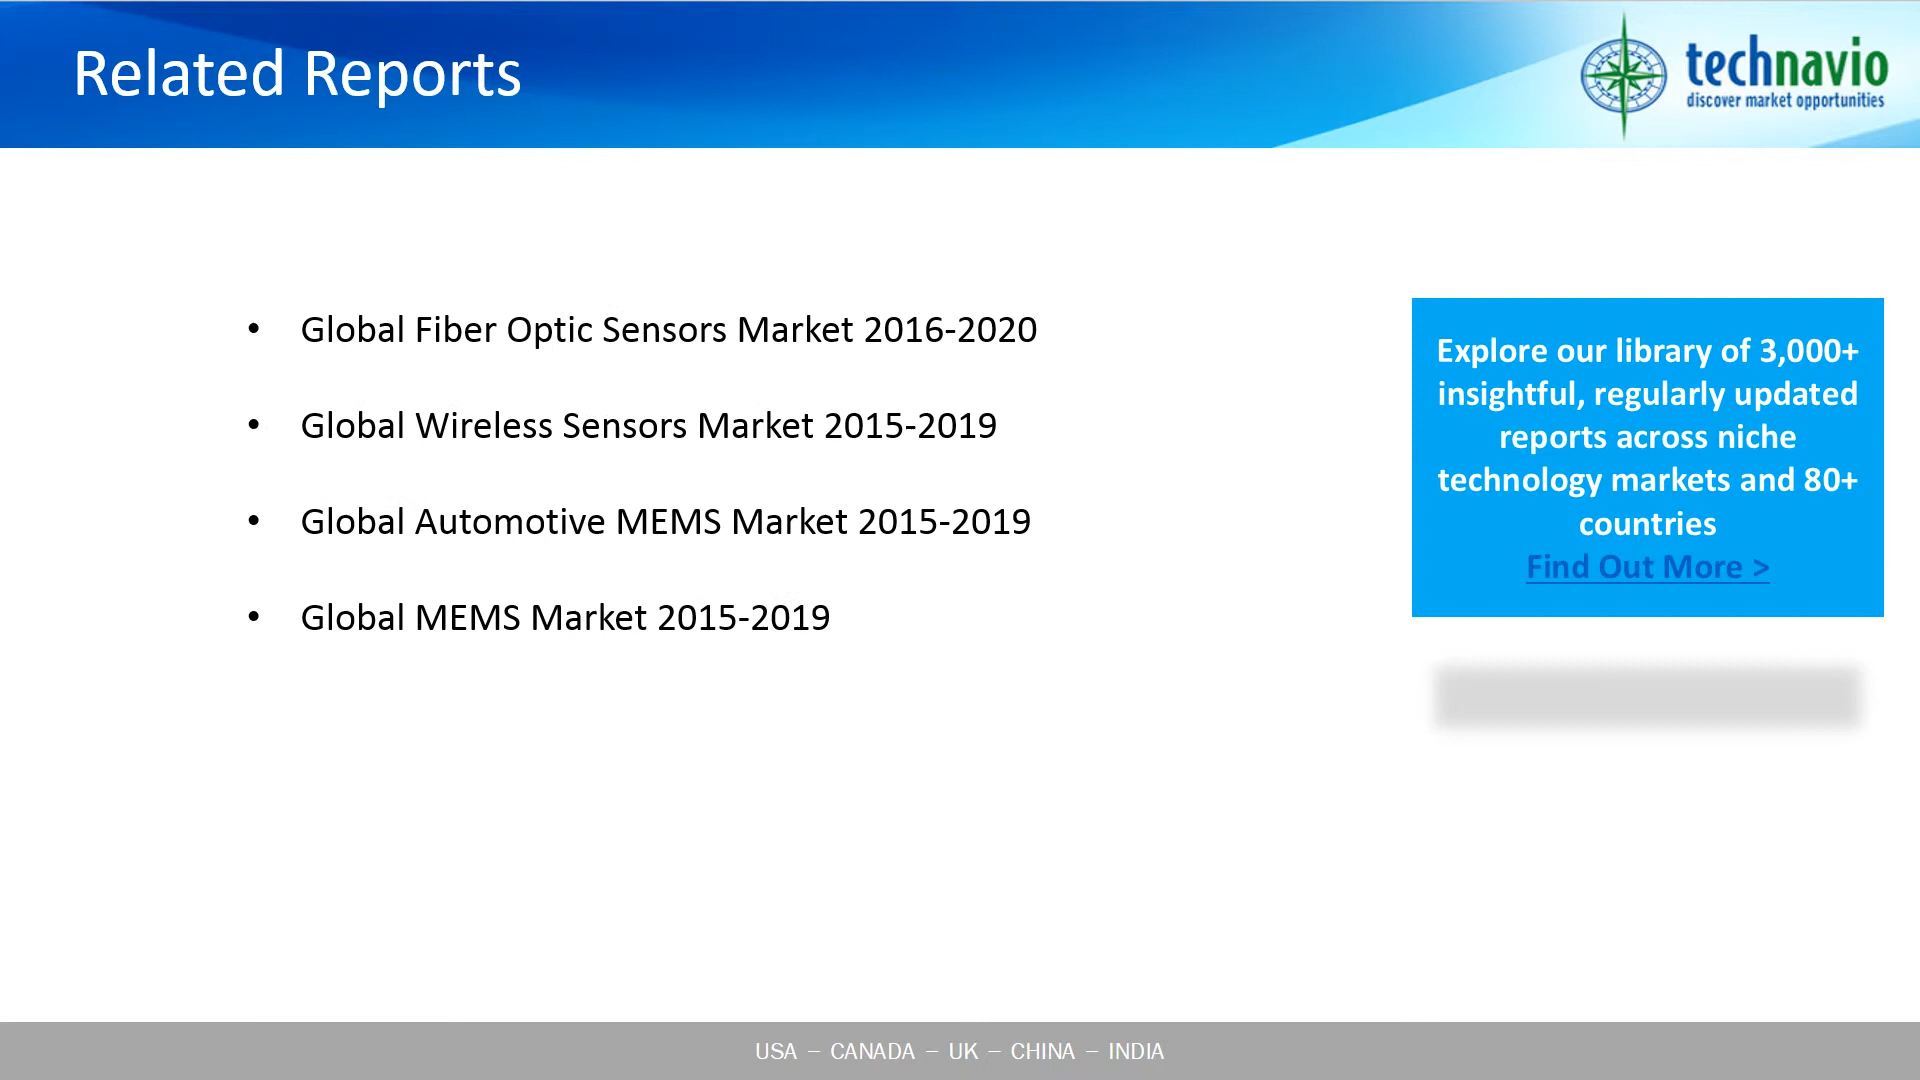 Related Reports
technavio
discover market opportunities
• Global Fiber Optic Sensors Market 2016-2020
• Global Wireless Sensors Market 2015-2019
• Global Automotive MEMS Market 2015-2019
• Global MEMS Market 2015-2019
Explore our library of 3,000+
insightful, regularly updated
reports across niche
technology markets and 80+
countries
Find Out More >
USA – CANADA – UK – CHINA – INDIA